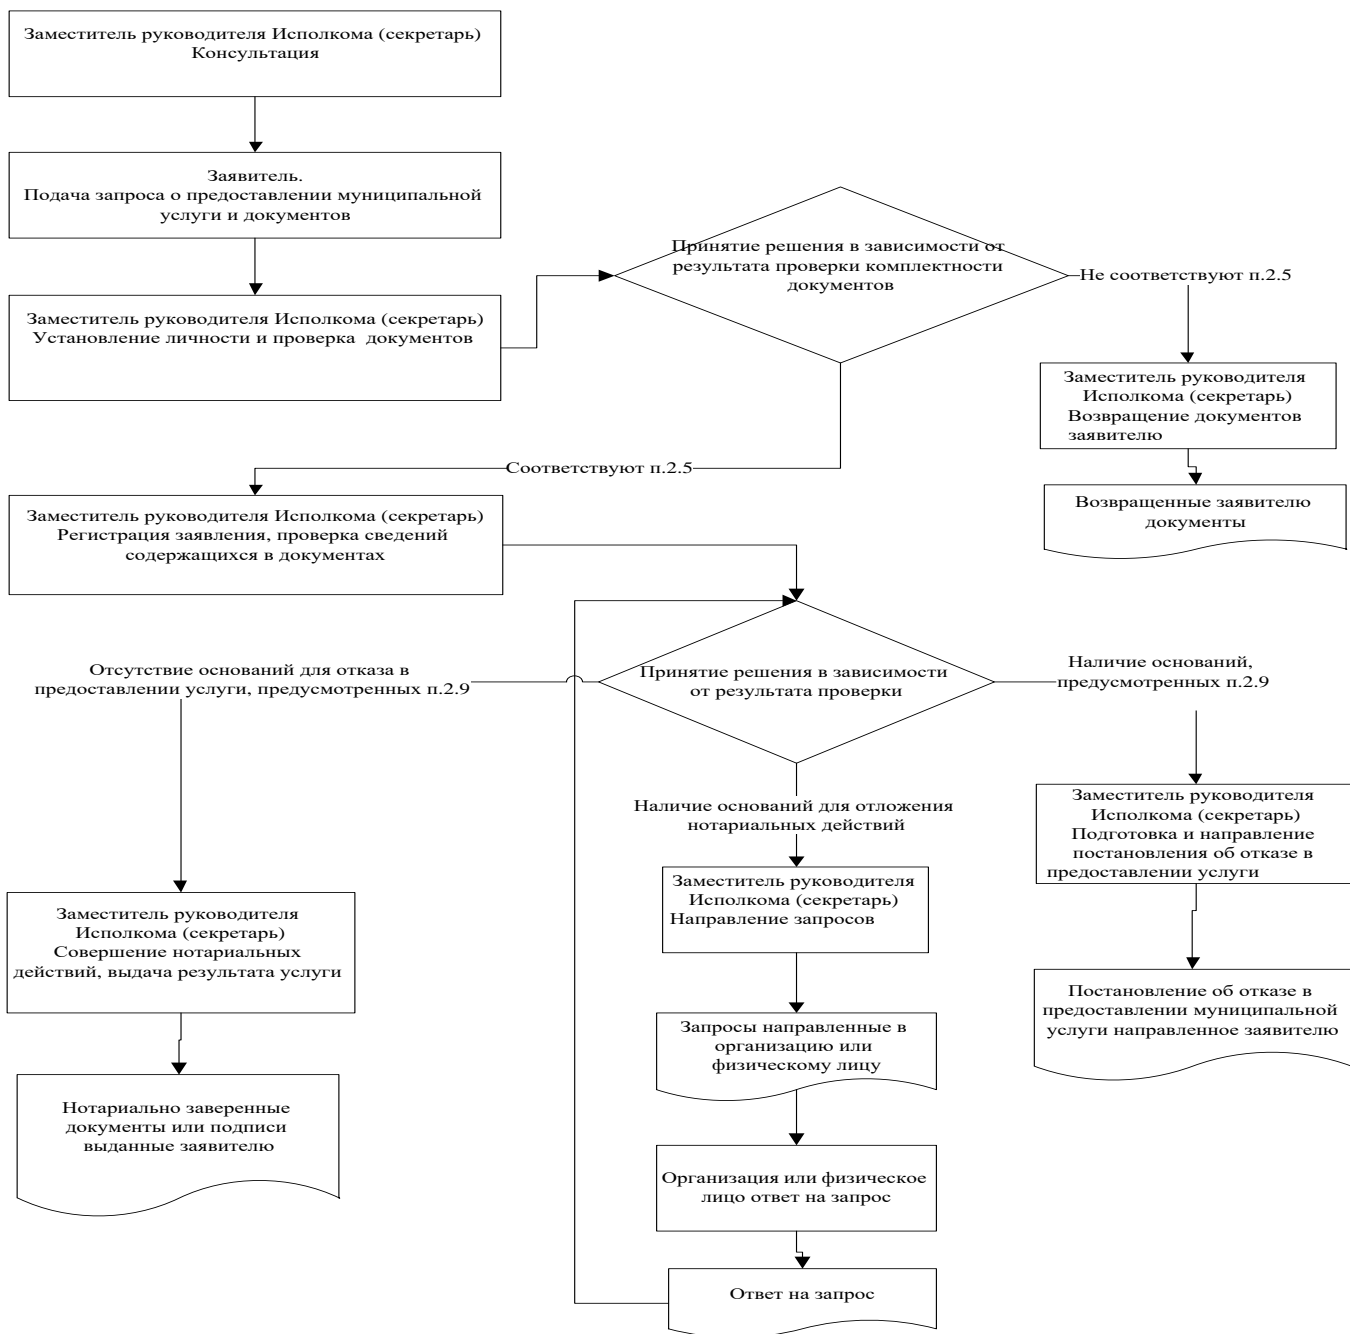 Заместитель руководителя Исполкома (секретарь)
Консультация
Заявитель.
Подача запроса о предоставлении муниципальной
услуги и документов
Заместитель руководителя Исполкома (секретарь)
Установление личности и проверка документов
Принятие решения в зависимости от
результата проверки комплектности
документов
Не соответствуют п.2.5
Заместитель руководителя
Исполкома (секретарь)
Возвращение документов
заявителю
Возвращенные заявителю
документы
Соответствуют п.2.5
Заместитель руководителя Исполкома (секретарь)
Регистрация заявления, проверка сведений
содержащихся в документах
Принятие решения в зависимости
от результата проверки
Отсутствие оснований для отказа в
предоставлении услуги, предусмотренных п.2.9
Наличие оснований,
предусмотренных п.2.9
Наличие оснований для отложения
нотариальных действий
Заместитель руководителя
Исполкома (секретарь)
Подготовка и направление
постановления об отказе в
предоставлении услуги
Заместитель руководителя
Исполкома (секретарь)
Направление запросов
Заместитель руководителя
Исполкома (секретарь)
Совершение нотариальных
действий, выдача результата услуги
Постановление об отказе в
предоставлении муниципальной
услуги направленное заявителю
Запросы направленные в
организацию или
физическому лицу
Нотариально заверенные
документы или подписи
выданные заявителю
Организация или физическое
лицо ответ на запрос
Ответ на запрос